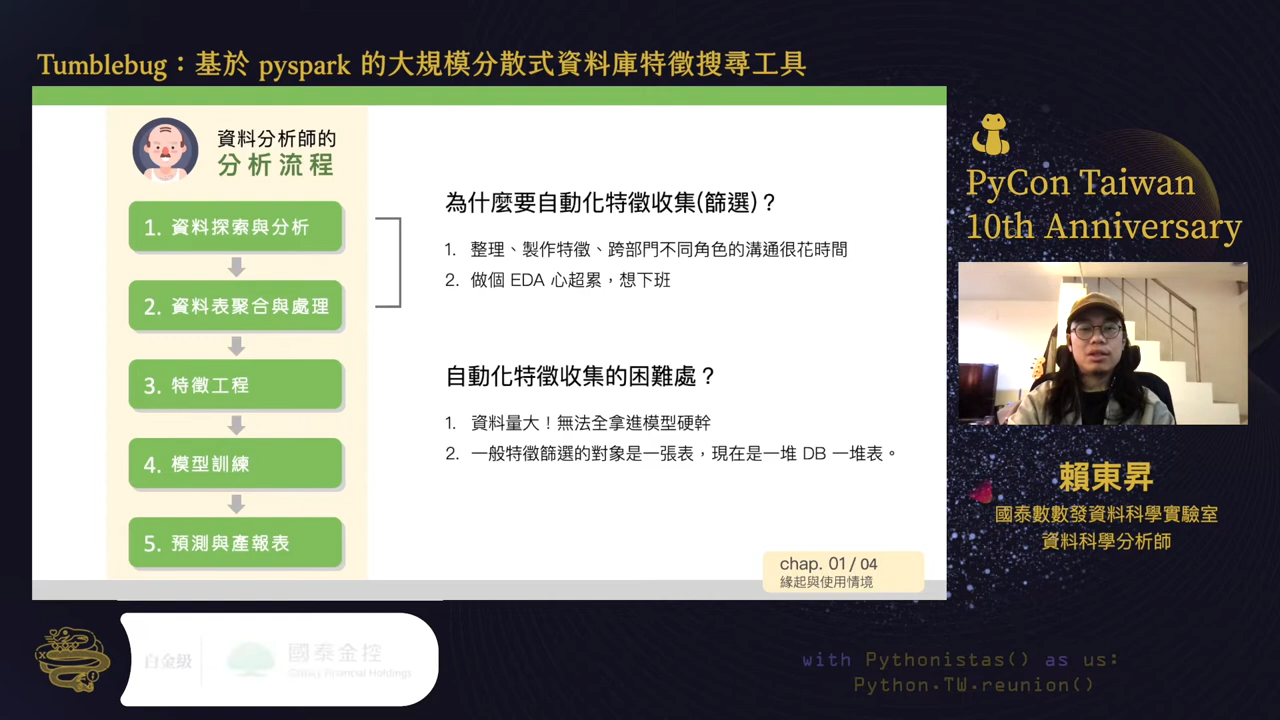 Tumblebug：基於 pyspark 的大規模分散式資料庫特徵搜尋工具
資料分析師的
分析流程
1. 資料探索與分析
2. 資料表聚合與處理
3. 特徵工程
4. 模型訓練
5. 預測與產報表
為什麼要自動化特徵收集(篩選)？
1. 整理、製作特徵、跨部門不同角色的溝通很花時間
2. 做個 EDA 心超累，想下班
自動化特徵收集的困難處？
1. 資料量大！無法全拿進模型硬幹
2. 一般特徵篩選的對象是一張表，現在是一堆 DB 一堆表。
chap. 01 / 04
緣起與使用情境
PyCon Taiwan
10th Anniversary
賴東昇
國泰數數發資料科學實驗室
資料科學分析師
白金級
國泰金控
Cathay Financial Holdings
with Pythonistas() as us:
Python.TW.reunion()